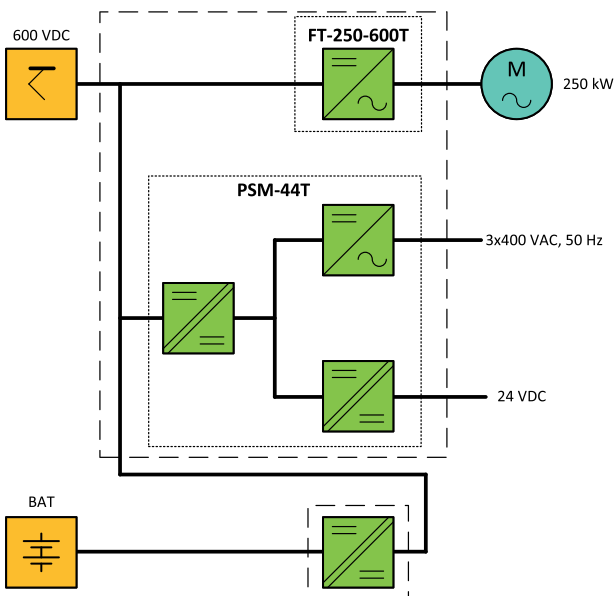 600 VDC
FT-250-600T
M
250 kW
PSM-44T
3x400 VAC, 50 Hz
24 VDC
BAT